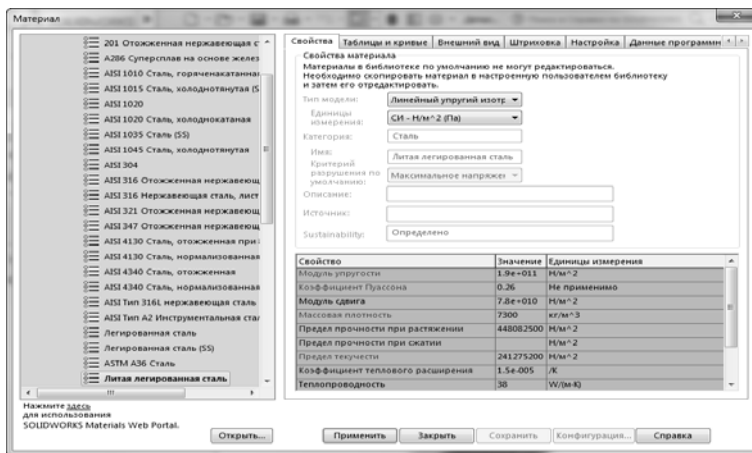 Материал
201 Отожженная нержавеющая с
A286 Суперсплав на основе желез
AISI 1010 Сталь, горячекатанная
AISI 1015 Сталь, холоднотянутая (S
AISI 1020
AISI 1020 Сталь, холоднокатаная
AISI 1035 Сталь (SS)
AISI 1045 Сталь, холоднотянутая
AISI 304
AISI 316 Отожженная нержавеющ
AISI 316 Нержавеющая сталь, лист
AISI 321 Отожженная нержавеющ
AISI 347 Отожженная нержавеющ
AISI 4130 Сталь, отожженная при
AISI 4130 Сталь, нормализованная
AISI 4340 Сталь, отожженная
AISI 4340 Сталь, нормализованная
AISI Тип 316L нержавеющая сталь
AISI Тип A2 Инструментальная ста
Легированная сталь
Легированная сталь (SS)
ASTM A36 Сталь
Литая легированная сталь
Нажмите здесь
для использования
SOLIDWORKS Materials Web Portal.
Открыть...
Свойства Таблицы и кривые Внешний вид Штриховка Настройка Данные программн
Свойства материала
Материалы в библиотеке по умолчанию не могут редактироваться.
Необходимо скопировать материал в настроенную пользователем библиотеку
и затем его отредактировать.
Тип модели: Линейный упругий изотр
Единицы измерения: СИ - Н/м^2 (Па)
Категория: Сталь
Имя: Литая легированная сталь
Критерий разрушения по умолчанию: Максимальное напряжен
Описание:
Источник:
Sustainability: Определено
Свойство Значение Единицы измерения
Модуль упругости 1.9e+011 Н/м^2
Коэффициент Пуассона 0.26 Не применимо
Модуль сдвига 7.8e+010 Н/м^2
Массовая плотность 7300 кг/м^3
Предел прочности при растяжении 448082500 Н/м^2
Предел прочности при сжатии Н/м^2
Предел текучести 241275200 Н/м^2
Коэффициент теплового расширения 1.5e-005 /K
Теплопроводность 38 W/(м·K)
Применить Закрыть Сохранить Конфигурация... Справка